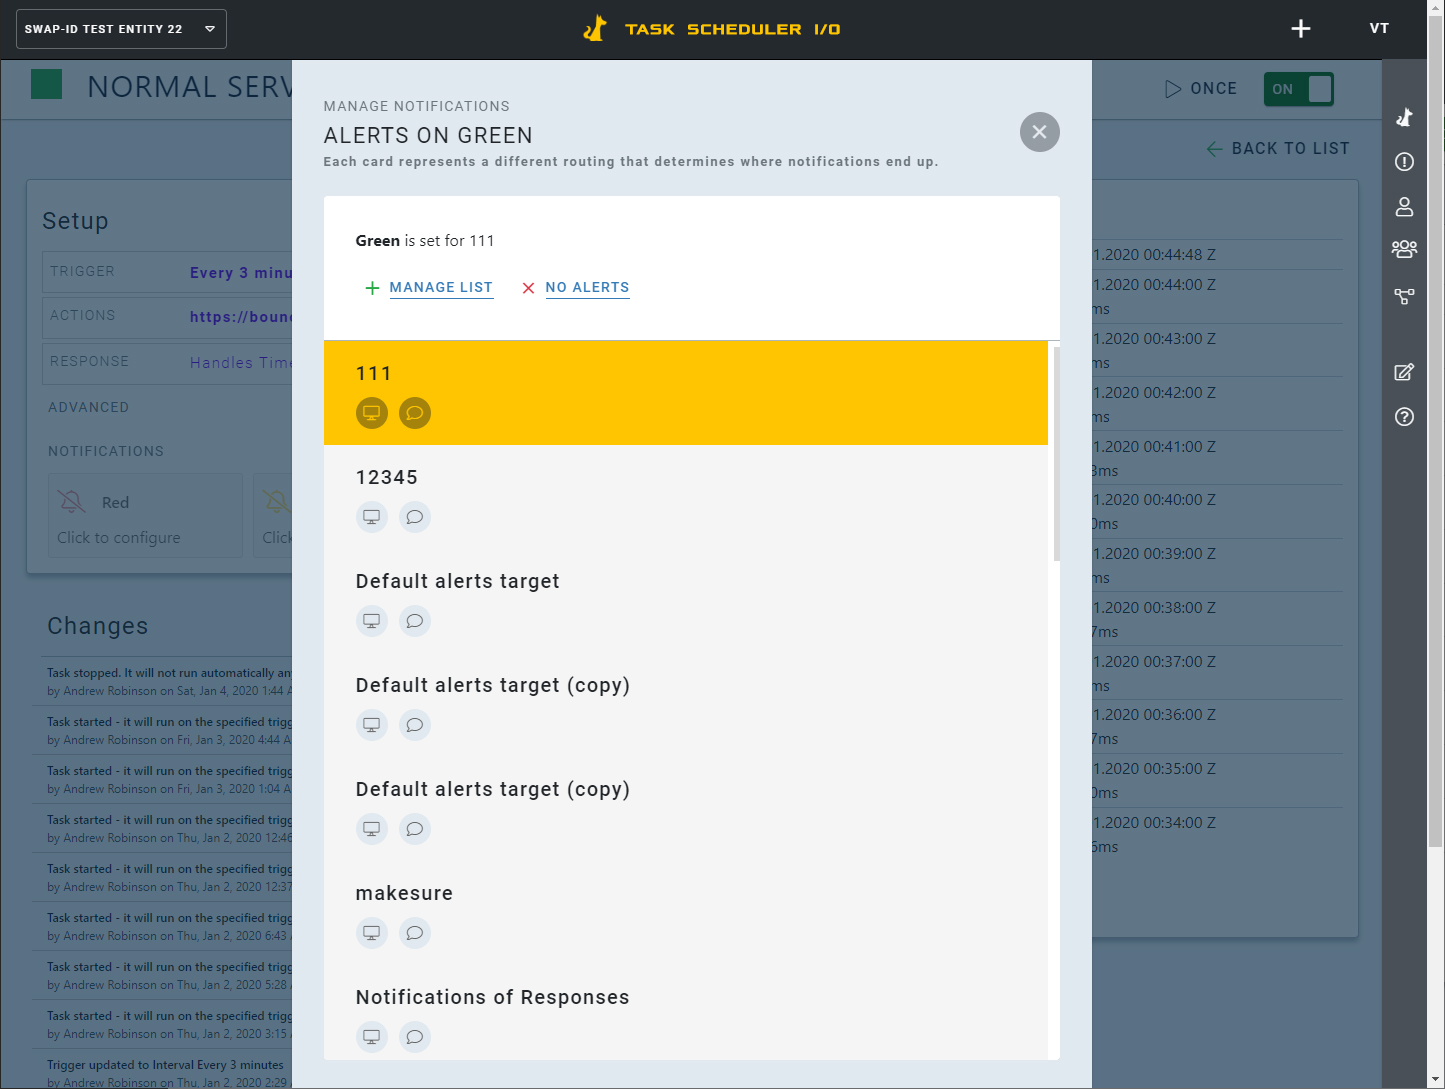 SWAP-ID TEST ENTITY 22
TASK SCHEDULER I/O
VT
NORMAL SERV
ONCE
ON
BACK TO LIST
Setup
TRIGGER
Every 3 minu
ACTIONS
https://boun
RESPONSE
Handles Time
ADVANCED
NOTIFICATIONS
Red
Click to configure
Click
Changes
Task stopped. It will not run automatically an
by Andrew Robinson on Sat, Jan 4, 2020 1:44 A
Task started - it will run on the specified trigg
by Andrew Robinson on Fri, Jan 3, 2020 4:44 A
Task started - it will run on the specified trigg
by Andrew Robinson on Fri, Jan 3, 2020 1:04 A
Task started - it will run on the specified trigg
by Andrew Robinson on Thu, Jan 2, 2020 12:46
Task started - it will run on the specified trigg
by Andrew Robinson on Thu, Jan 2, 2020 12:37
Task started - it will run on the specified trigg
by Andrew Robinson on Thu, Jan 2, 2020 6:43
Task started - it will run on the specified trigg
by Andrew Robinson on Thu, Jan 2, 2020 5:28
Task started - it will run on the specified trigg
by Andrew Robinson on Thu, Jan 2, 2020 3:15
Trigger updated to Interval Every 3 minutes
by Andrew Robinson on Thu, Jan 2, 2020 2:29
MANAGE NOTIFICATIONS
ALERTS ON GREEN
Each card represents a different routing that determines where notifications end up.
Green is set for 111
MANAGE LIST
NO ALERTS
111
12345
Default alerts target
Default alerts target (copy)
Default alerts target (copy)
makesure
Notifications of Responses
1.2020 00:44:48 Z
1.2020 00:44:00 Z
ms
1.2020 00:43:00 Z
ms
1.2020 00:42:00 Z
ms
1.2020 00:41:00 Z
3ms
1.2020 00:40:00 Z
0ms
1.2020 00:39:00 Z
ms
1.2020 00:38:00 Z
7ms
1.2020 00:37:00 Z
ms
1.2020 00:36:00 Z
7ms
1.2020 00:35:00 Z
0ms
1.2020 00:34:00 Z
6ms